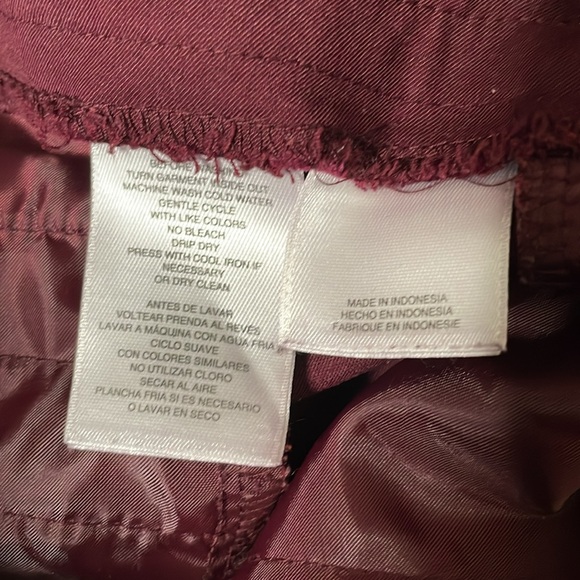 TURN GARMENT INSIDE OUT
MACHINE WASH COLD WATER
GENTLE CYCLE
WITH LIKE COLORS
NO BLEACH
DRIP DRY
PRESS WITH COOL IRON IF
NECESSARY
OR DRY CLEAN
ANTES DE LAVAR
VOLTEAR PRENDA AL REVÉS
LAVAR A MÁQUINA CON AGUA FRIA
CICLO SUAVE
CON COLORES SIMILARES
NO UTILIZAR CLORO
SECAR AL AIRE
PLANCHA FRIA SI ES NECESARIO
O LAVAR EN SECO
MADE IN INDONESIA
HECHO EN INDONESIA
FABRIQUE EN INDONESIE